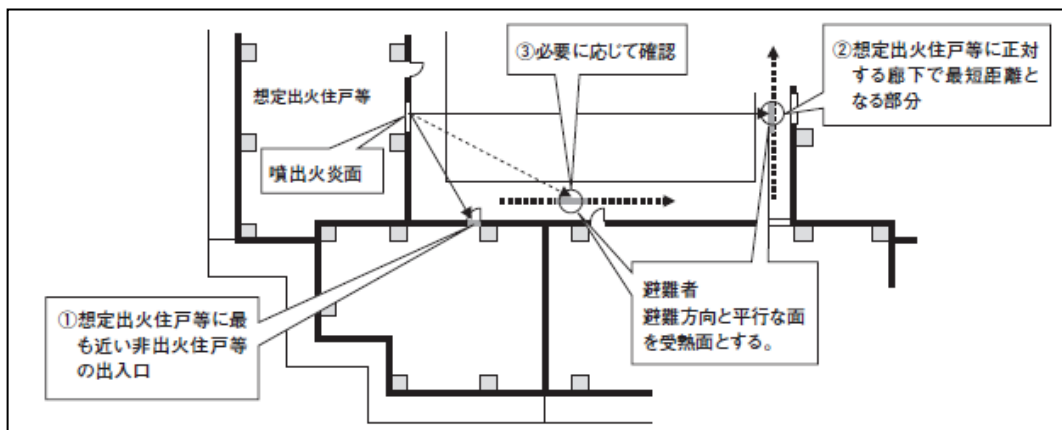 ③必要に応じて確認
②想定出火住戸等に正対
する廊下で最短距離と
なる部分
想定出火住戸等
噴出火炎面
①想定出火住戸等に最
も近い非出火住戸等
の出入口
避難者
避難方向と平行な面
を受熱面とする。